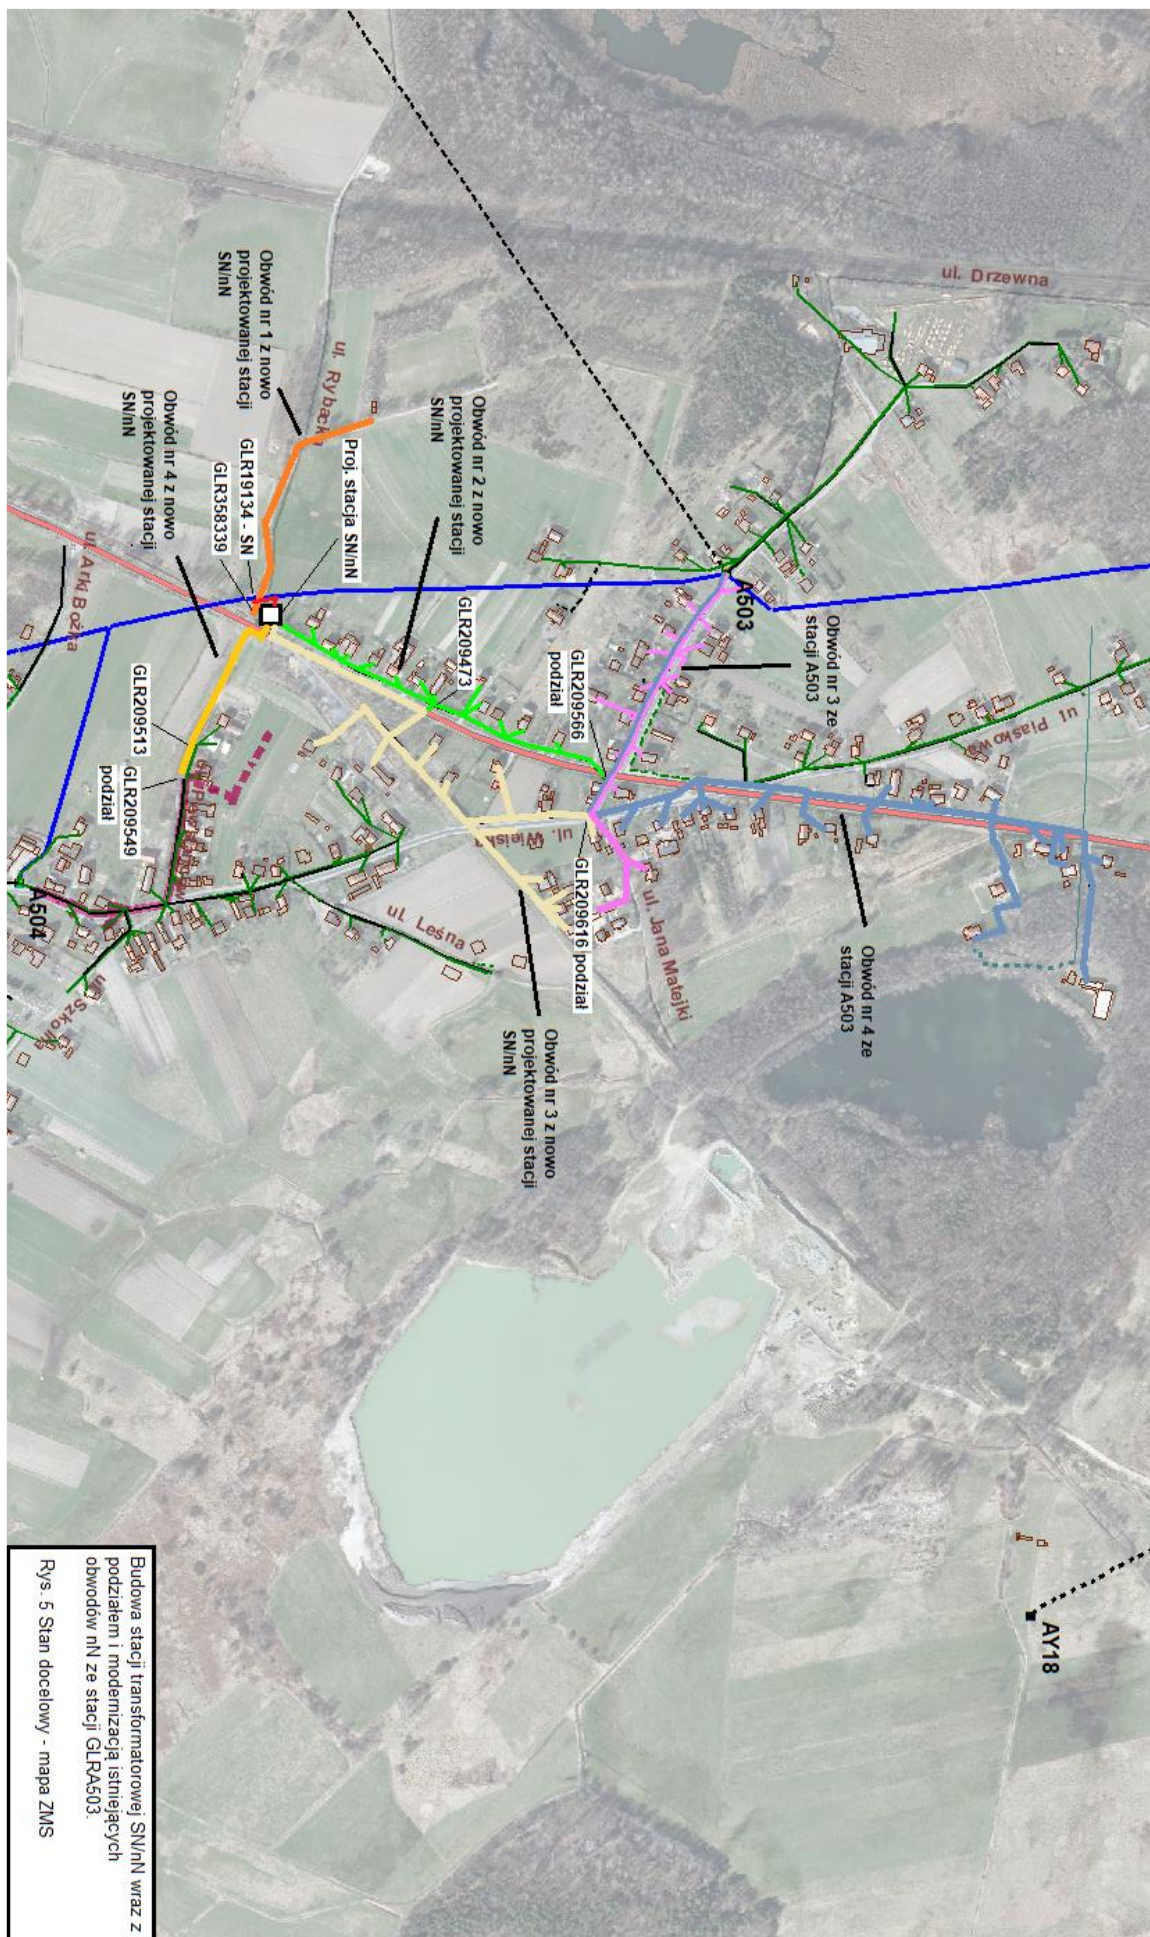 ul. Drzewna
Obwód nr 1 z nowo
projektowanej stacji
SN/nN
ul. Rybacka
Obwód nr 4 z nowo
projektowanej stacji
SN/nN
Obwód nr 2 z nowo
projektowanej stacji
SN/nN
Proj. stacja SN/nN
GLR19134 - SN
GLR358339
ul. Arki Bożka
A503
Obwód nr 3 ze
stacji A503
GLR209473
GLR209566
podział
ul. Piaskowa
GLR209513
GLR209549
podział
ul. Wiejska
GLR209616 podział
ul. Jana Matejki
ul. Leśna
A504
ul. Szkoln
Obwód nr 4 ze
stacji A503
Obwód nr 3 z nowo
projektowanej stacji
SN/nN
AY18
Budowa stacji transformatorowej SN/nN wraz z
podziałem i modernizacją istniejących
obwodów nN ze stacji GLRA503.
Rys. 5 Stan docelowy - mapa ZMS